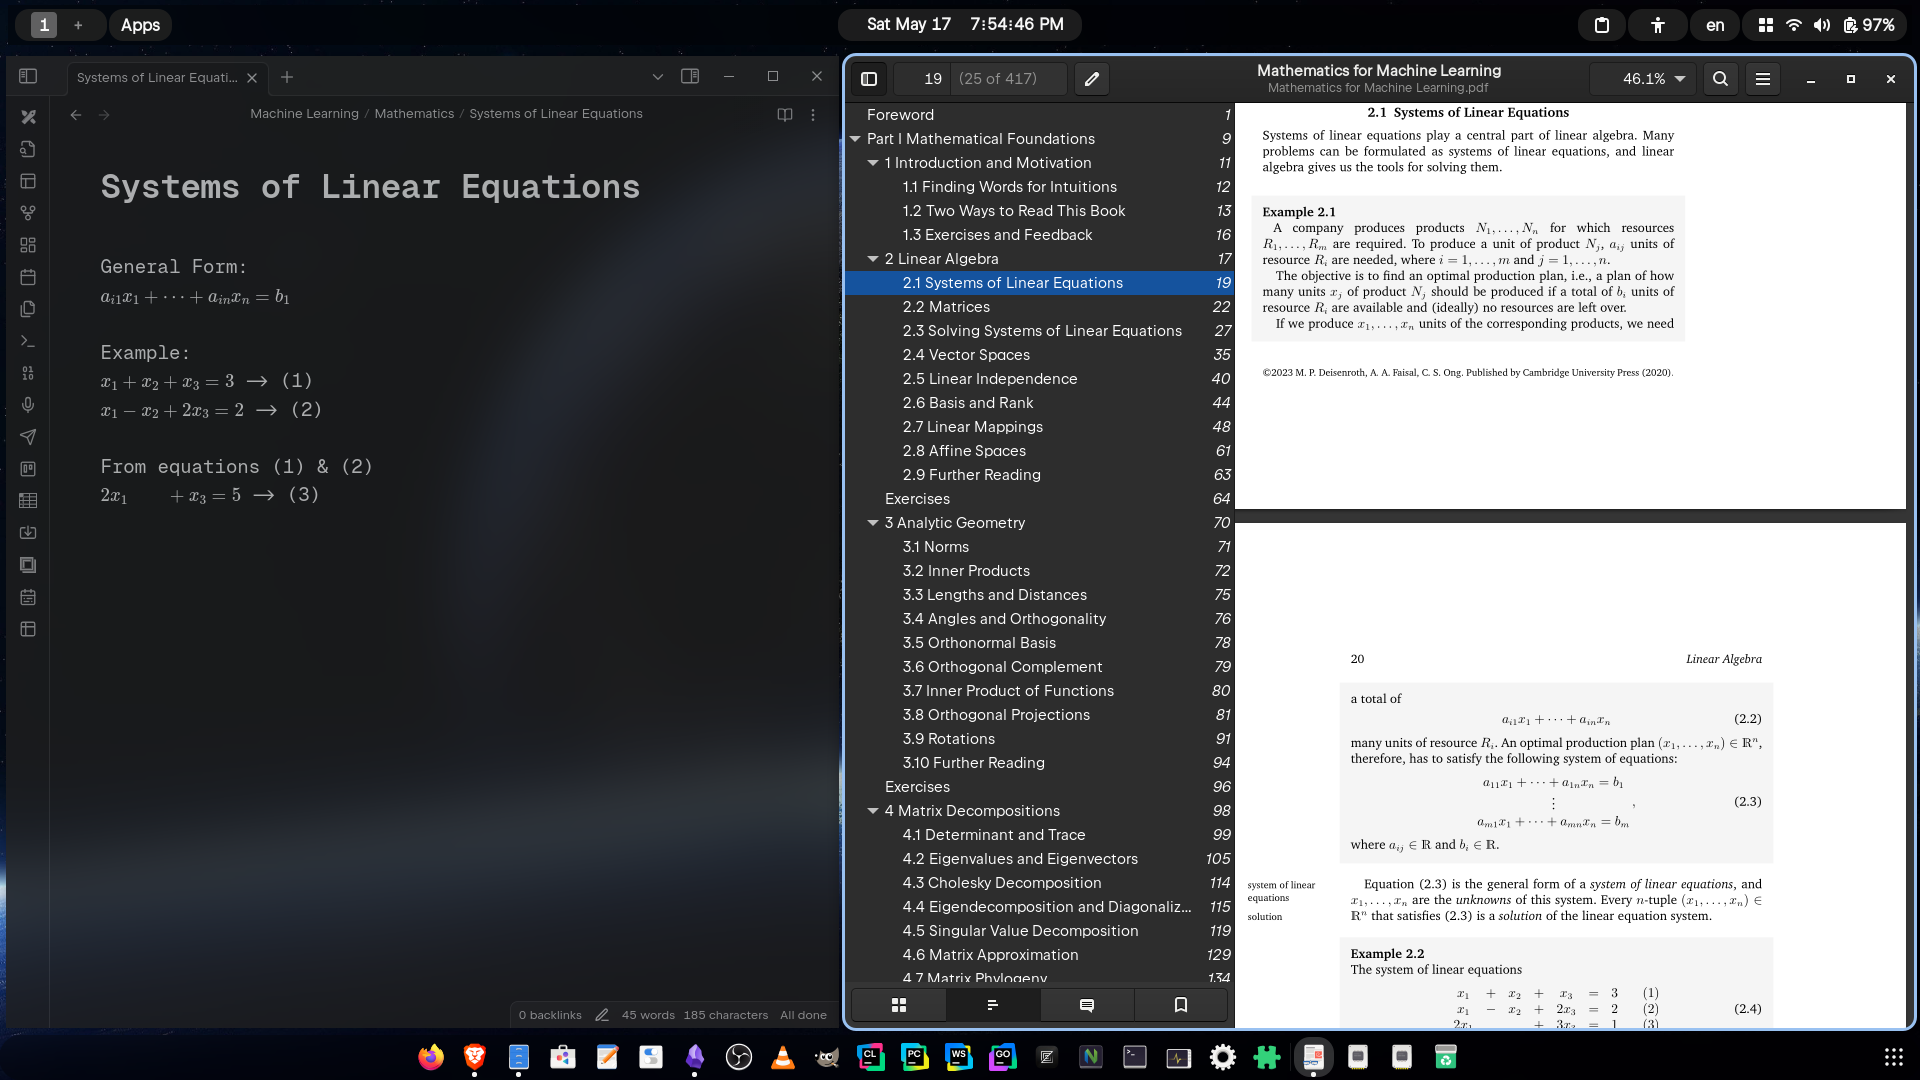 1 + Apps
Sat May 17 7:54:46 PM
en 97%
Systems of Linear Equati...
Machine Learning / Mathematics / Systems of Linear Equations
Systems of Linear Equations
General Form:
a_{i1}x_1 + ⋯ + a_{in}x_n = b_1
Example:
x_1 + x_2 + x_3 = 3 → (1)
x_1 − x_2 + 2x_3 = 2 → (2)
From equations (1) & (2)
2x_1 + x_3 = 5 → (3)
0 backlinks 45 words 185 characters All done
19 (25 of 417)
Mathematics for Machine Learning
Mathematics for Machine Learning.pdf
46.1%
Foreword 1
Part I Mathematical Foundations 9
1 Introduction and Motivation 11
1.1 Finding Words for Intuitions 12
1.2 Two Ways to Read This Book 13
1.3 Exercises and Feedback 16
2 Linear Algebra 17
2.1 Systems of Linear Equations 19
2.2 Matrices 22
2.3 Solving Systems of Linear Equations 27
2.4 Vector Spaces 35
2.5 Linear Independence 40
2.6 Basis and Rank 44
2.7 Linear Mappings 48
2.8 Affine Spaces 61
2.9 Further Reading 63
Exercises 64
3 Analytic Geometry 70
3.1 Norms 71
3.2 Inner Products 72
3.3 Lengths and Distances 75
3.4 Angles and Orthogonality 76
3.5 Orthonormal Basis 78
3.6 Orthogonal Complement 79
3.7 Inner Product of Functions 80
3.8 Orthogonal Projections 81
3.9 Rotations 91
3.10 Further Reading 94
Exercises 96
4 Matrix Decompositions 98
4.1 Determinant and Trace 99
4.2 Eigenvalues and Eigenvectors 105
4.3 Cholesky Decomposition 114
4.4 Eigendecomposition and Diagonaliz... 115
4.5 Singular Value Decomposition 119
4.6 Matrix Approximation 129
4.7 Matrix Phylogeny 134
2.1 Systems of Linear Equations
Systems of linear equations play a central part of linear algebra. Many
problems can be formulated as systems of linear equations, and linear
algebra gives us the tools for solving them.
Example 2.1
A company produces products N_1, . . . , N_n for which resources
R_1, . . . , R_m are required. To produce a unit of product N_j, a_{ij} units of
resource R_i are needed, where i = 1, . . . , m and j = 1, . . . , n.
The objective is to find an optimal production plan, i.e., a plan of how
many units x_j of product N_j should be produced if a total of b_i units of
resource R_i are available and (ideally) no resources are left over.
If we produce x_1, . . . , x_n units of the corresponding products, we need
©2023 M. P. Deisenroth, A. A. Faisal, C. S. Ong. Published by Cambridge University Press (2020).
20 Linear Algebra
a total of
a_{i1}x_1 + ⋯ + a_{in}x_n (2.2)
many units of resource R_i. An optimal production plan (x_1, . . . , x_n) ∈ ℝ^n,
therefore, has to satisfy the following system of equations:
a_{11}x_1 + ⋯ + a_{1n}x_n = b_1
⋮ , (2.3)
a_{m1}x_1 + ⋯ + a_{mn}x_n = b_m
where a_{ij} ∈ ℝ and b_i ∈ ℝ.
system of linear
equations
solution
Equation (2.3) is the general form of a system of linear equations, and
x_1, . . . , x_n are the unknowns of this system. Every n-tuple (x_1, . . . , x_n) ∈
ℝ^n that satisfies (2.3) is a solution of the linear equation system.
Example 2.2
The system of linear equations
x_1 + x_2 + x_3 = 3 (1)
x_1 − x_2 + 2x_3 = 2 (2) (2.4)
2x_1 + 3x_3 = 1 (3)
CL PC WS GO